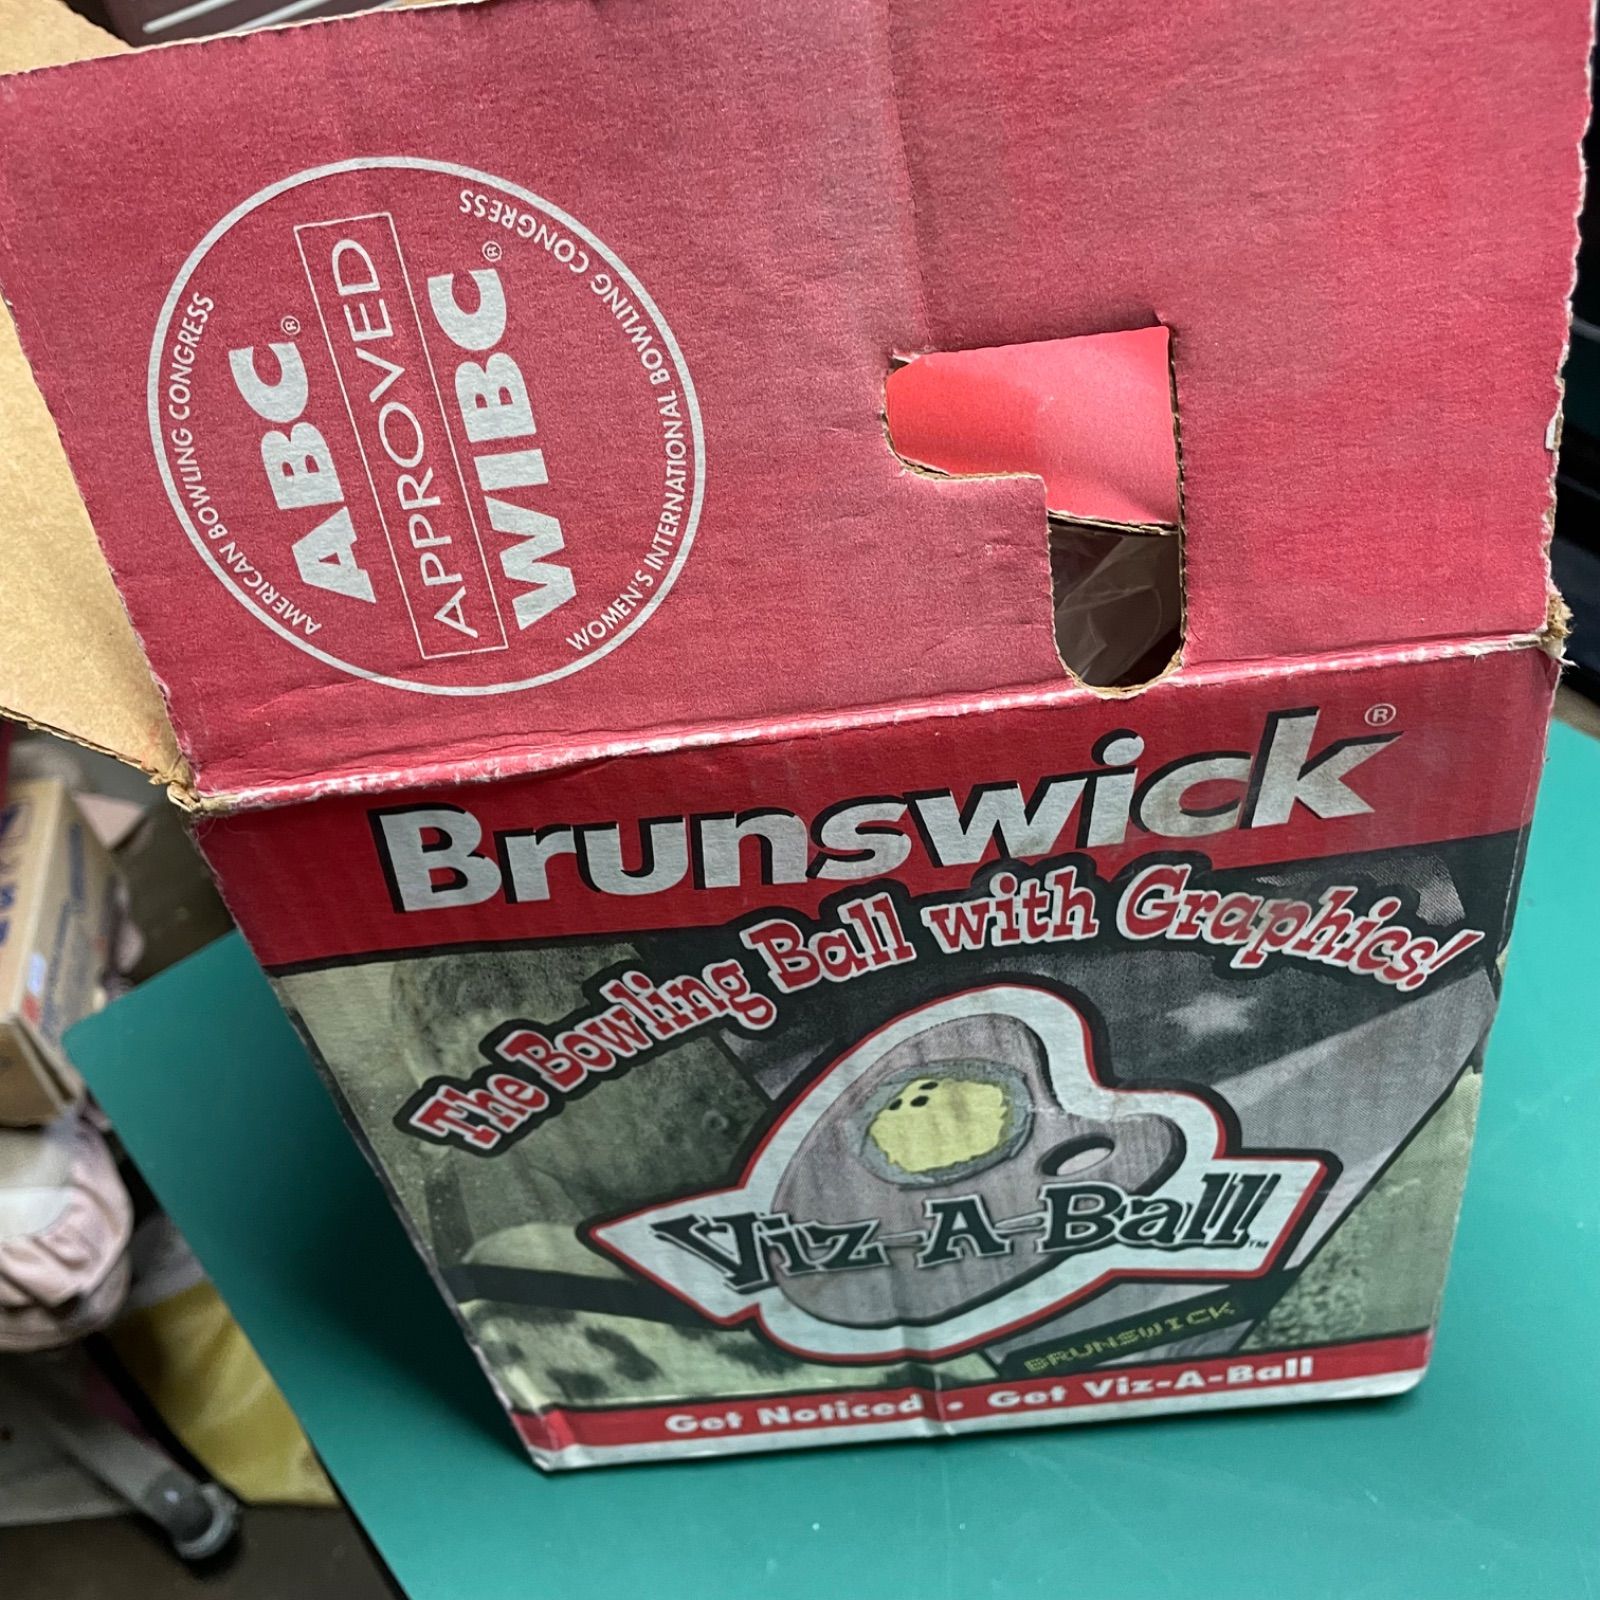 AMERICAN BOWLING CONGRESS
ABC®
APPROVED
WIBC®
WOMEN'S INTERNATIONAL BOWLING CONGRESS
Brunswick®
The Bowling Ball with Graphics!
Viz-A-Ball™
BRUNSWICK
Get Noticed • Get Viz-A-Ball